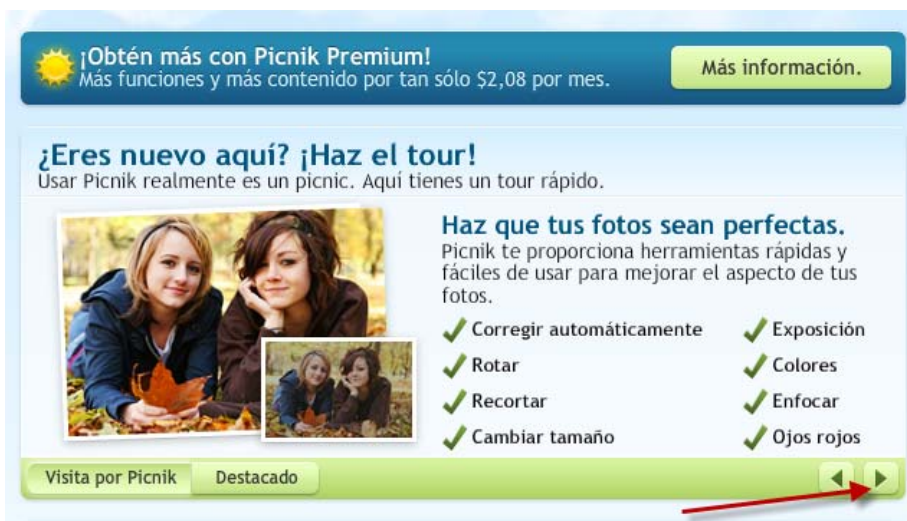 ¡Obtén más con Picnik Premium!
Más funciones y más contenido por tan sólo $2,08 por mes.
Más información.
¿Eres nuevo aquí? ¡Haz el tour!
Usar Picnik realmente es un picnic. Aquí tienes un tour rápido.
Haz que tus fotos sean perfectas.
Picnik te proporciona herramientas rápidas y
fáciles de usar para mejorar el aspecto de tus
fotos.
Corregir automáticamente
Exposición
Rotar
Colores
Recortar
Enfocar
Cambiar tamaño
Ojos rojos
Visita por Picnik
Destacado